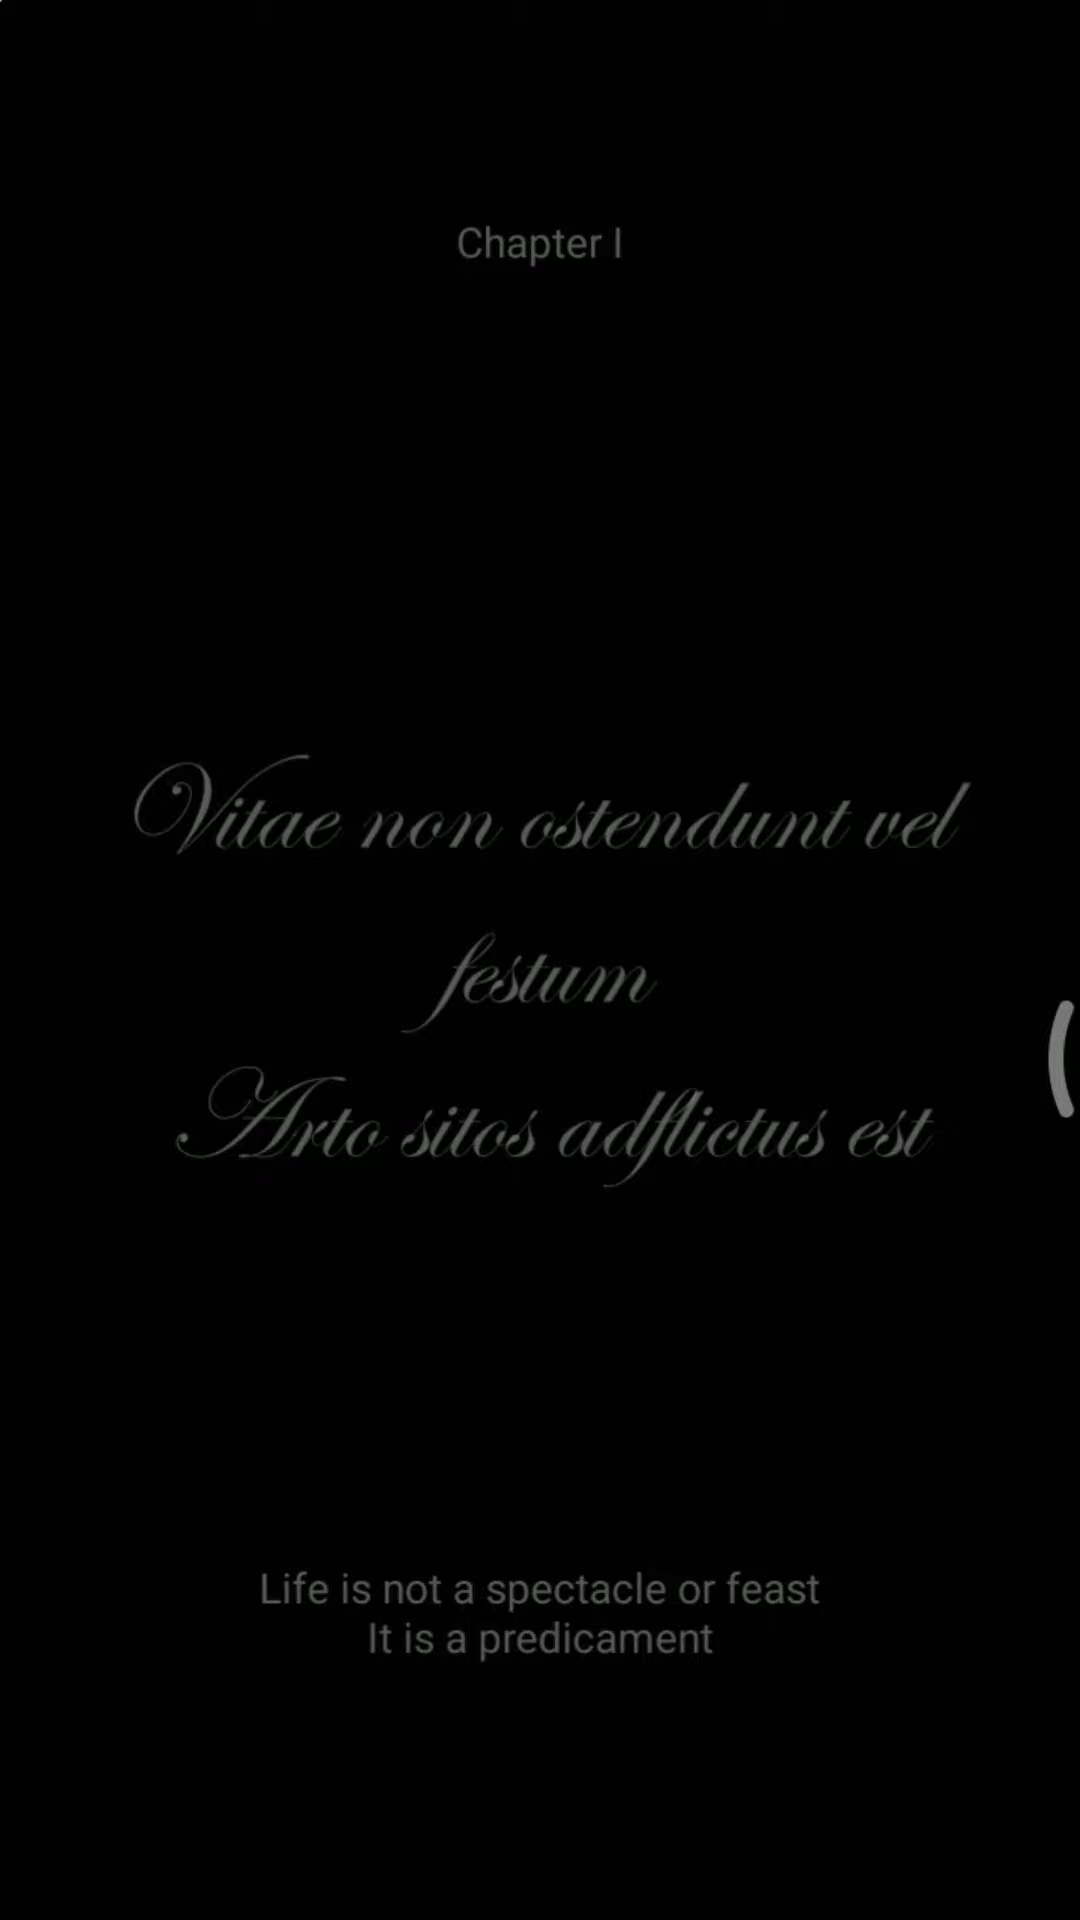 Chapter I
Vitae non ostendunt vel
festum
Arto sitos adflictus est
Life is not a spectacle or feast
It is a predicament